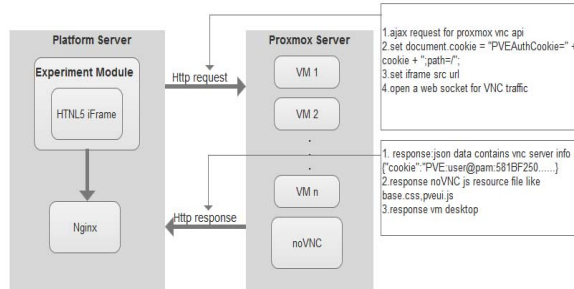 Platform Server
Experiment Module
HTNL5 iFrame
Nginx
Http request
Http response
Proxmox Server
VM 1
VM 2
.
.
.
VM n
noVNC
1.ajax request for proxmox vnc api
2.set document.cookie = "PVEAuthCookie=" +
cookie + ";path=/";
3.set iframe src url
4.open a web socket for VNC traffic
1. response:json data contains vnc server info
{"cookie":"PVE:user@pam:581BF250......}
2.response noVNC js resource file like
base.css,pveui.js
3.response vm desktop